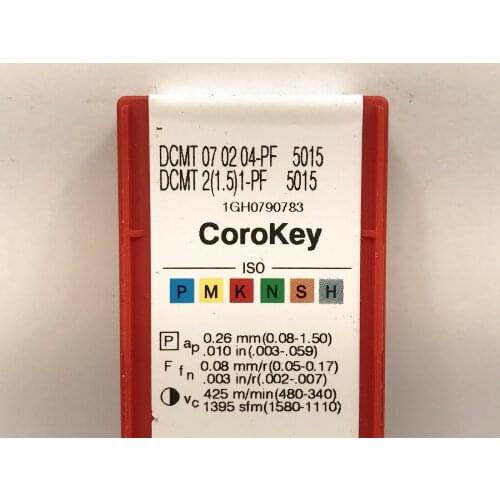 DCMT 07 02 04-PF 5015
DCMT 2(1.5)1-PF 5015
1GH0790783
CoroKey
ISO
P M K N S H
P ap 0.26 mm(0.08-1.50)
.010 in(.003-.059)
F fn 0.08 mm/r(0.05-0.17)
.003 in/r(.002-.007)
vc 425 m/min(480-340)
1395 sfm(1580-1110)